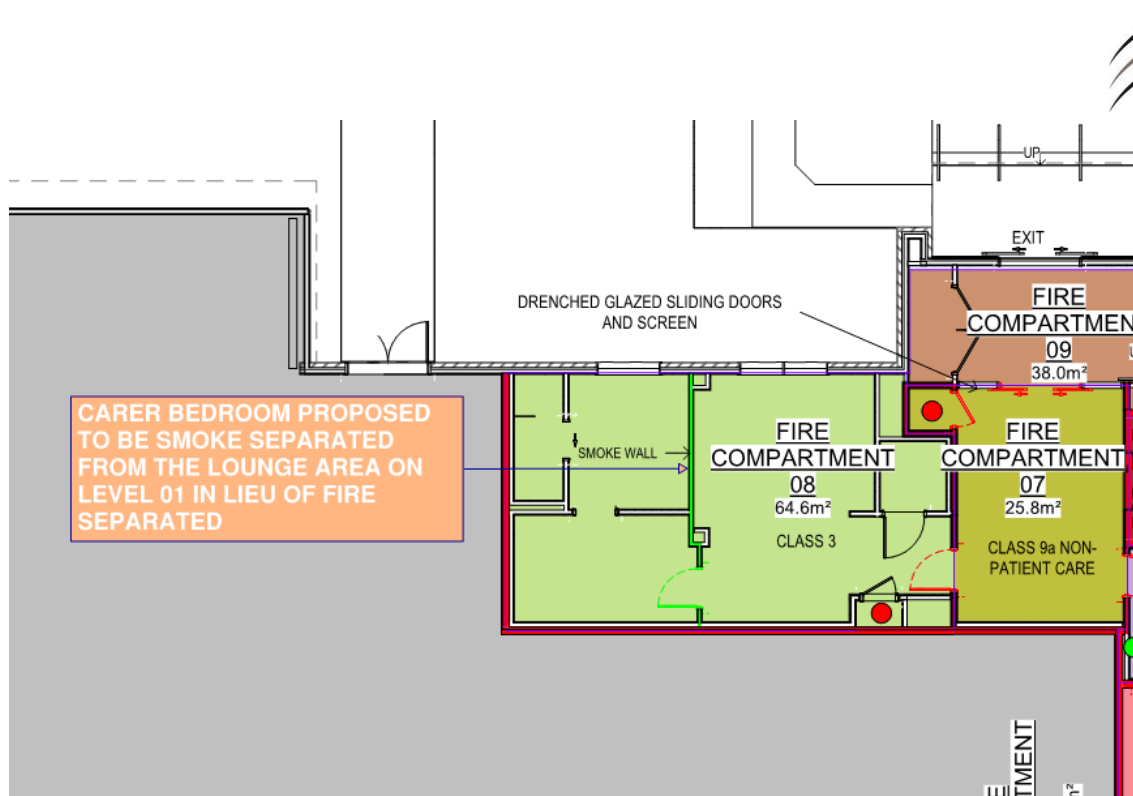 UP
EXIT
DRENCHED GLAZED SLIDING DOORS
AND SCREEN
FIRE
COMPARTMEN
09
38.0m²
CARER BEDROOM PROPOSED
TO BE SMOKE SEPARATED
FROM THE LOUNGE AREA ON
LEVEL 01 IN LIEU OF FIRE
SEPARATED
SMOKE WALL
FIRE
COMPARTMENT
08
64.6m²
CLASS 3
FIRE
COMPARTMENT
07
25.8m²
CLASS 9a NON-
PATIENT CARE
TMENT
m²